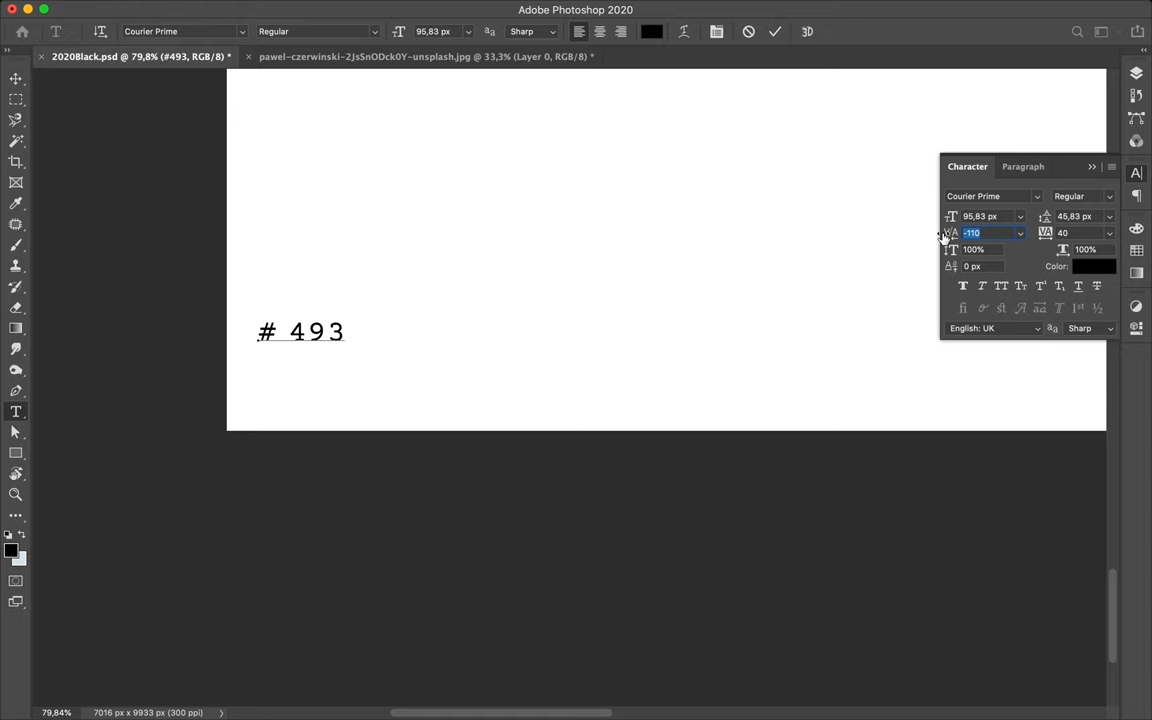 Adobe Photoshop 2020
Courier Prime Regular 95,83 px Sharp 3D
2020Black.psd @ 79,8% (#493, RGB/8) * pawel-czerwinski-2JsSnODck0Y-unsplash.jpg @ 33,3% (Layer 0, RGB/8) *
Character Paragraph
Courier Prime Regular
95,83 px 45,83 px
-110 40
100% 100%
0 px Color:
English: UK Sharp
# 493
79,84% 7016 px x 9933 px (300 ppi)